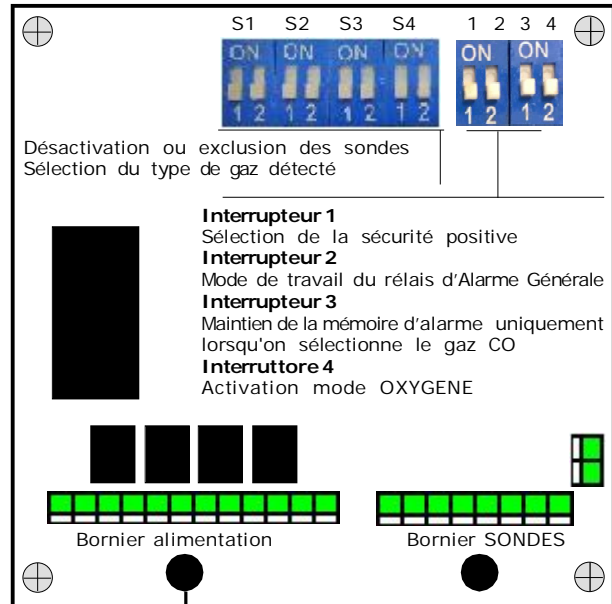 S1 S2 S3 S4 1 2 3 4
ON ON ON ON ON ON
1 2 1 2 1 2 1 2 1 2 1 2
Désactivation ou exclusion des sondes
Sélection du type de gaz détecté
Interrupteur 1
Sélection de la sécurité positive
Interrupteur 2
Mode de travail du rélais d'Alarme Générale
Interrupteur 3
Maintien de la mémoire d'alarme uniquement
lorsqu'on sélectionne le gaz CO
Interruttore 4
Activation mode OXYGENE
Bornier alimentation Bornier SONDES